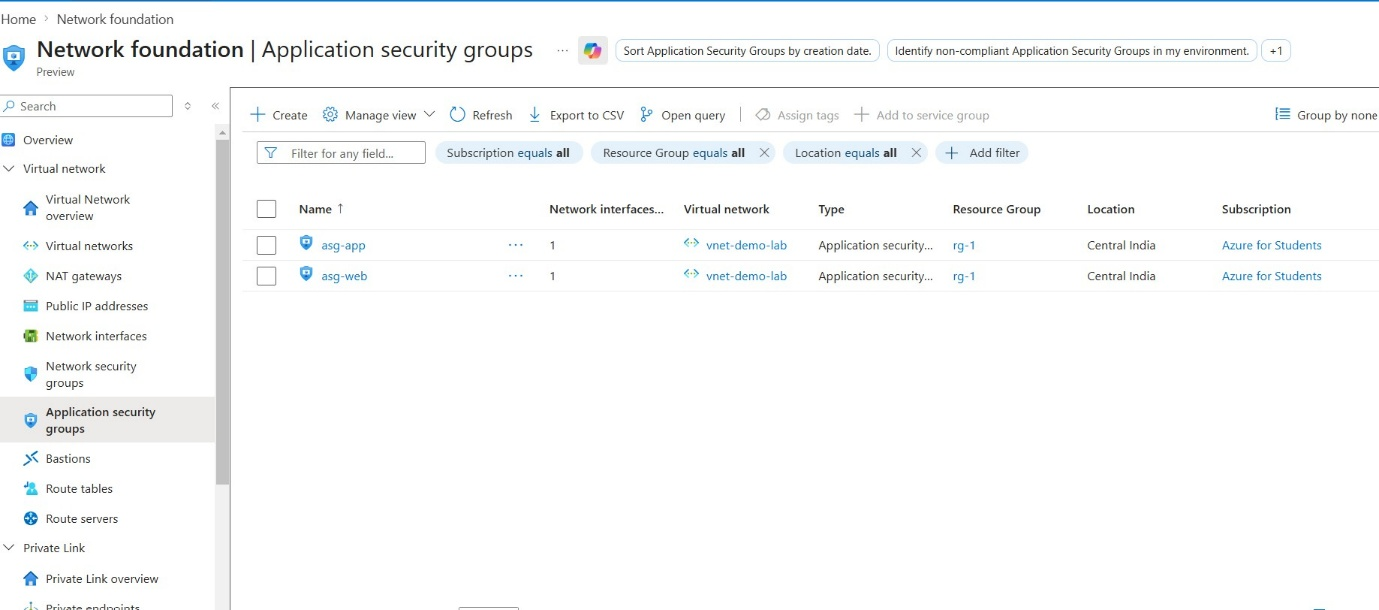 Home > Network foundation
Network foundation | Application security groups ...
Sort Application Security Groups by creation date.
Identify non-compliant Application Security Groups in my environment.
+1
Preview
Search
Overview
Virtual network
Virtual Network
overview
Virtual networks
NAT gateways
Public IP addresses
Network interfaces
Network security
groups
Application security
groups
Bastions
Route tables
Route servers
Private Link
Private Link overview
Private endpoints
Create Manage view Refresh Export to CSV Open query | Assign tags Add to service group Group by none
Filter for any field... Subscription equals all Resource Group equals all Location equals all Add filter
Name ↑ Network interfaces... Virtual network Type Resource Group Location Subscription
asg-app ... 1 vnet-demo-lab Application security... rg-1 Central India Azure for Students
asg-web ... 1 vnet-demo-lab Application security... rg-1 Central India Azure for Students